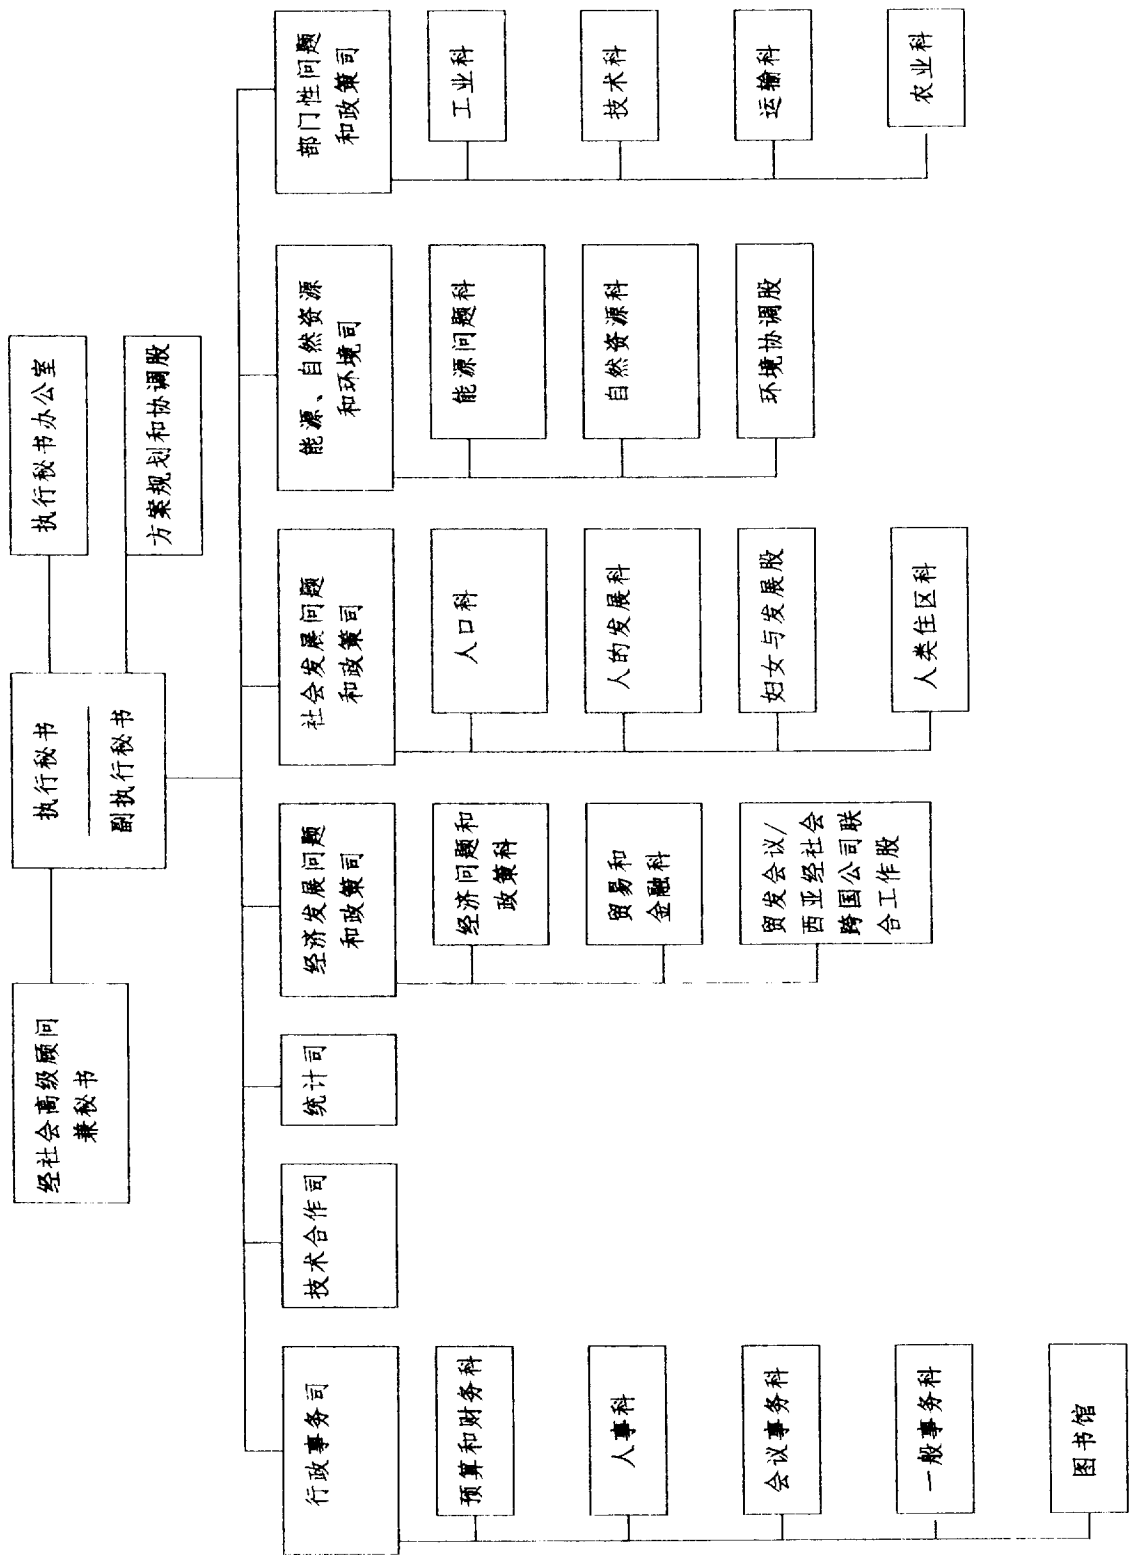 执行秘书办公室
方案规划和协调股
执行秘书
副执行秘书
经社会高级顾问
兼秘书
行政事务司
预算和财务科
人事科
会议事务科
一般事务科
图书馆
技术合作司
统计司
经济发展问题
和政策司
经济问题和
政策科
贸易和
金融科
贸发会议/
西亚经社会
跨国公司联
合工作股
社会发展问题
和政策司
人口科
人的发展科
妇女与发展股
人类住区科
能源、自然资源
和环境司
能源问题科
自然资源科
环境协调股
部门性问题
和政策司
工业科
技术科
运输科
农业科